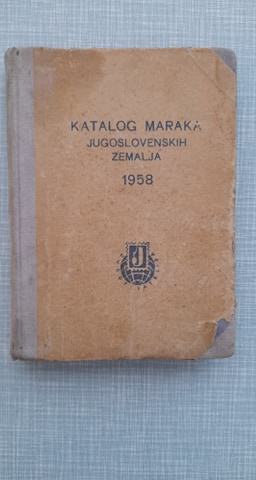 KATALOG MARAKA
JUGOSLOVENSKIH
ZEMALJA
1958
J